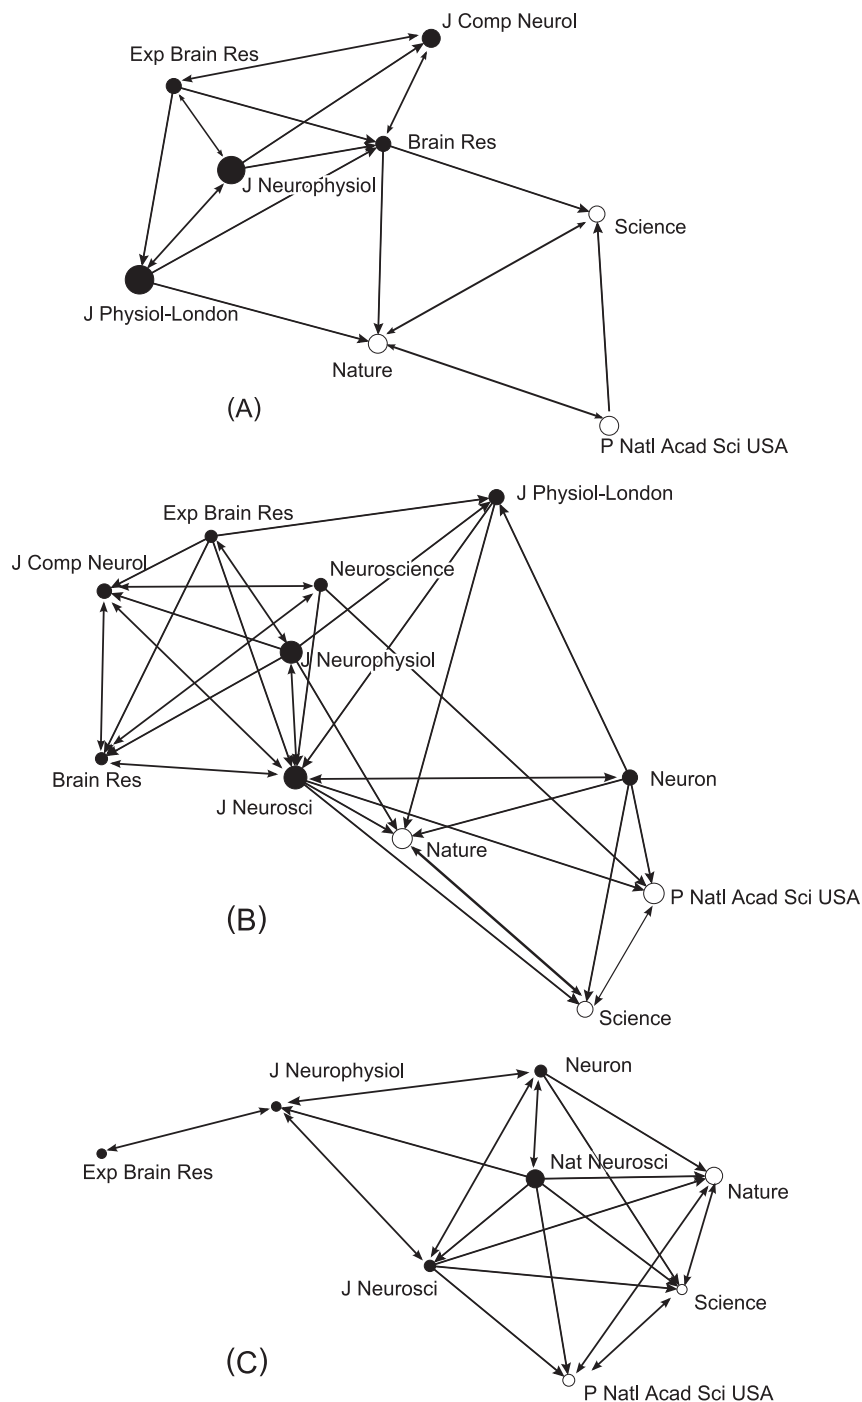 J Comp Neurol
Exp Brain Res
Brain Res
J Neurophysiol
Science
J Physiol-London
Nature
(A)
P Natl Acad Sci USA
J Physiol-London
Exp Brain Res
J Comp Neurol
Neuroscience
J Neurophysiol
Brain Res
Neuron
J Neurosci
Nature
P Natl Acad Sci USA
(B)
Science
Neuron
J Neurophysiol
Nat Neurosci
Exp Brain Res
Nature
J Neurosci
Science
(C)
P Natl Acad Sci USA